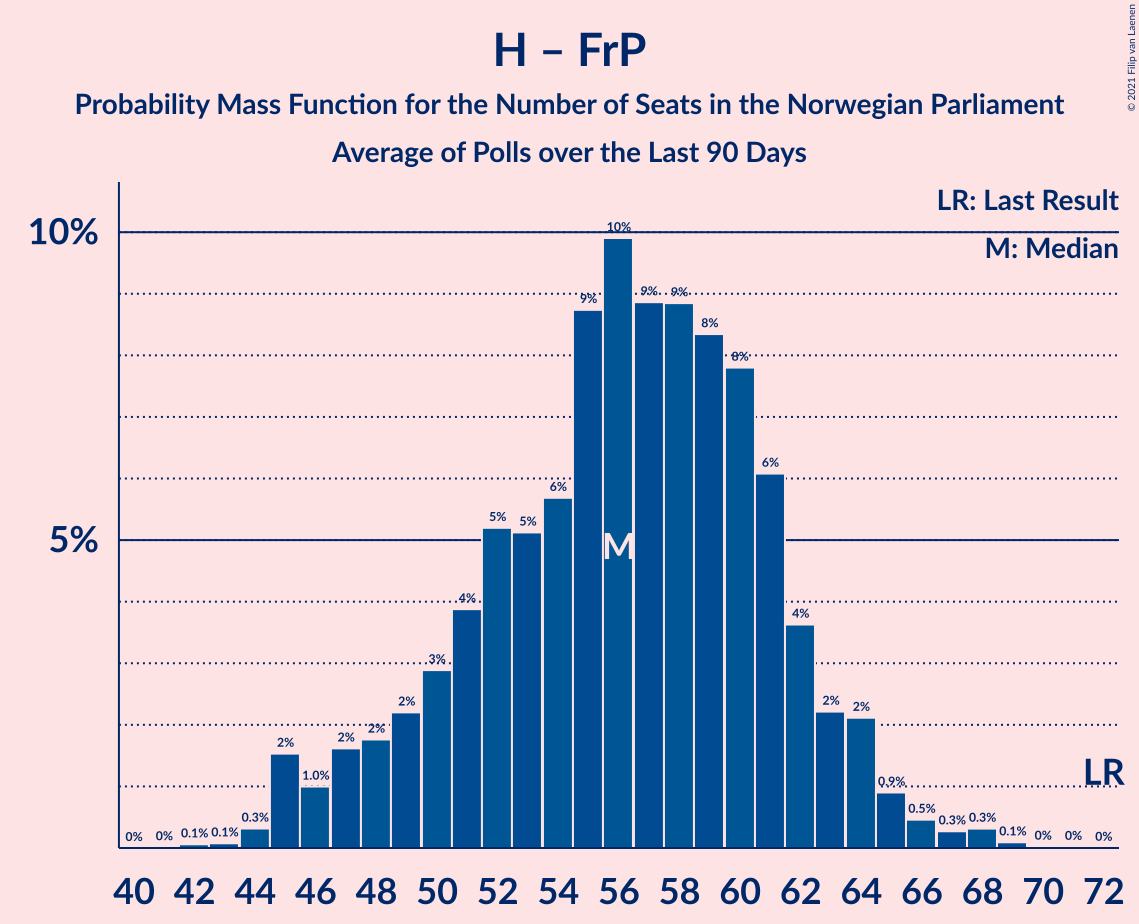 H – FrP
Probability Mass Function for the Number of Seats in the Norwegian Parliament
Average of Polls over the Last 90 Days
© 2021 Filip van Laenen
LR: Last Result
M: Median
10%
5%
0% 0% 0.1% 0.1% 0.3% 2% 1.0% 2% 2% 2% 3% 4% 5% 5% 6% 9% 10% 9% 9% 8% 8% 6% 4% 2% 2% 0.9% 0.5% 0.3% 0.3% 0.1% 0% 0% 0%
M
LR
40 42 44 46 48 50 52 54 56 58 60 62 64 66 68 70 72